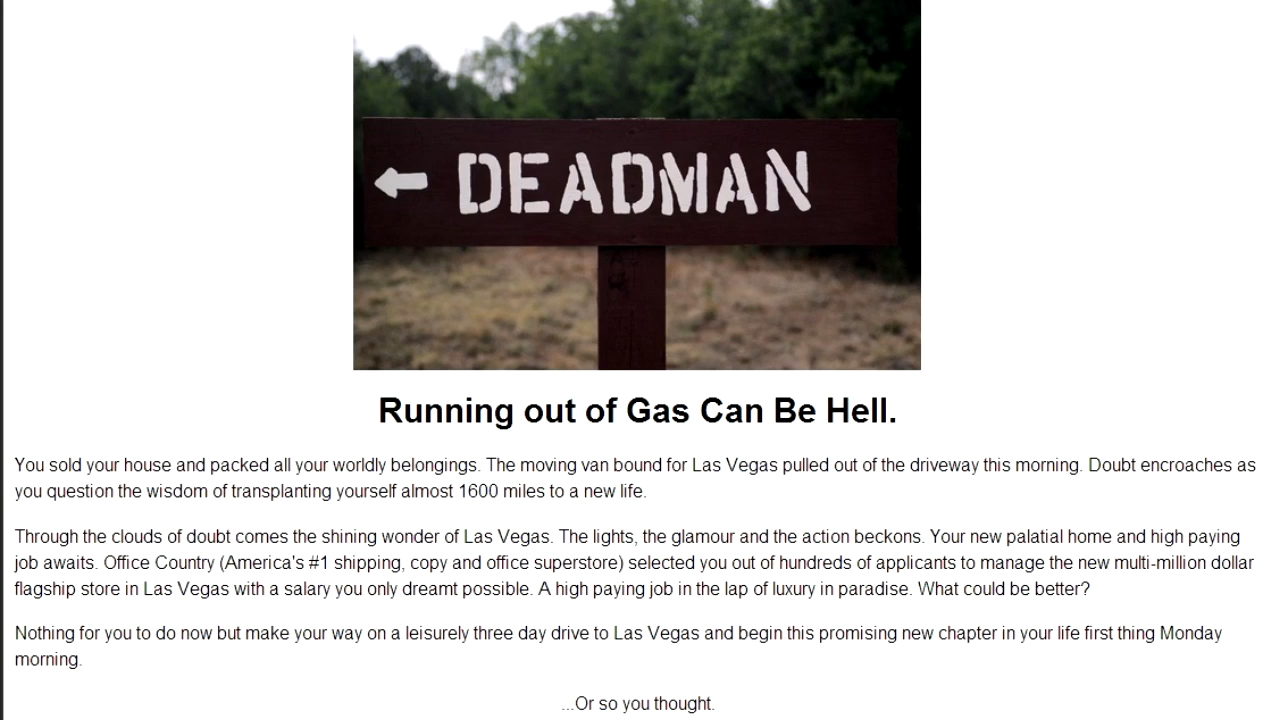 ← DEADMAN
Running out of Gas Can Be Hell.
You sold your house and packed all your worldly belongings. The moving van bound for Las Vegas pulled out of the driveway this morning. Doubt encroaches as
you question the wisdom of transplanting yourself almost 1600 miles to a new life.
Through the clouds of doubt comes the shining wonder of Las Vegas. The lights, the glamour and the action beckons. Your new palatial home and high paying
job awaits. Office Country (America's #1 shipping, copy and office superstore) selected you out of hundreds of applicants to manage the new multi-million dollar
flagship store in Las Vegas with a salary you only dreamt possible. A high paying job in the lap of luxury in paradise. What could be better?
Nothing for you to do now but make your way on a leisurely three day drive to Las Vegas and begin this promising new chapter in your life first thing Monday
morning.
...Or so you thought.